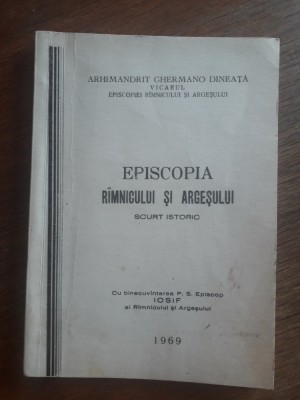 ARHIMANDRIT GHERMANO DINEAȚĂ
VICARUL
EPISCOPIEI RÎMNICULUI ȘI ARGEȘULUI
EPISCOPIA
RÎMNICULUI ȘI ARGEȘULUI
SCURT ISTORIC
Cu binecuvîntarea P. S. Episcop
IOSIF
al Rîmnicului și Argeșului
1969